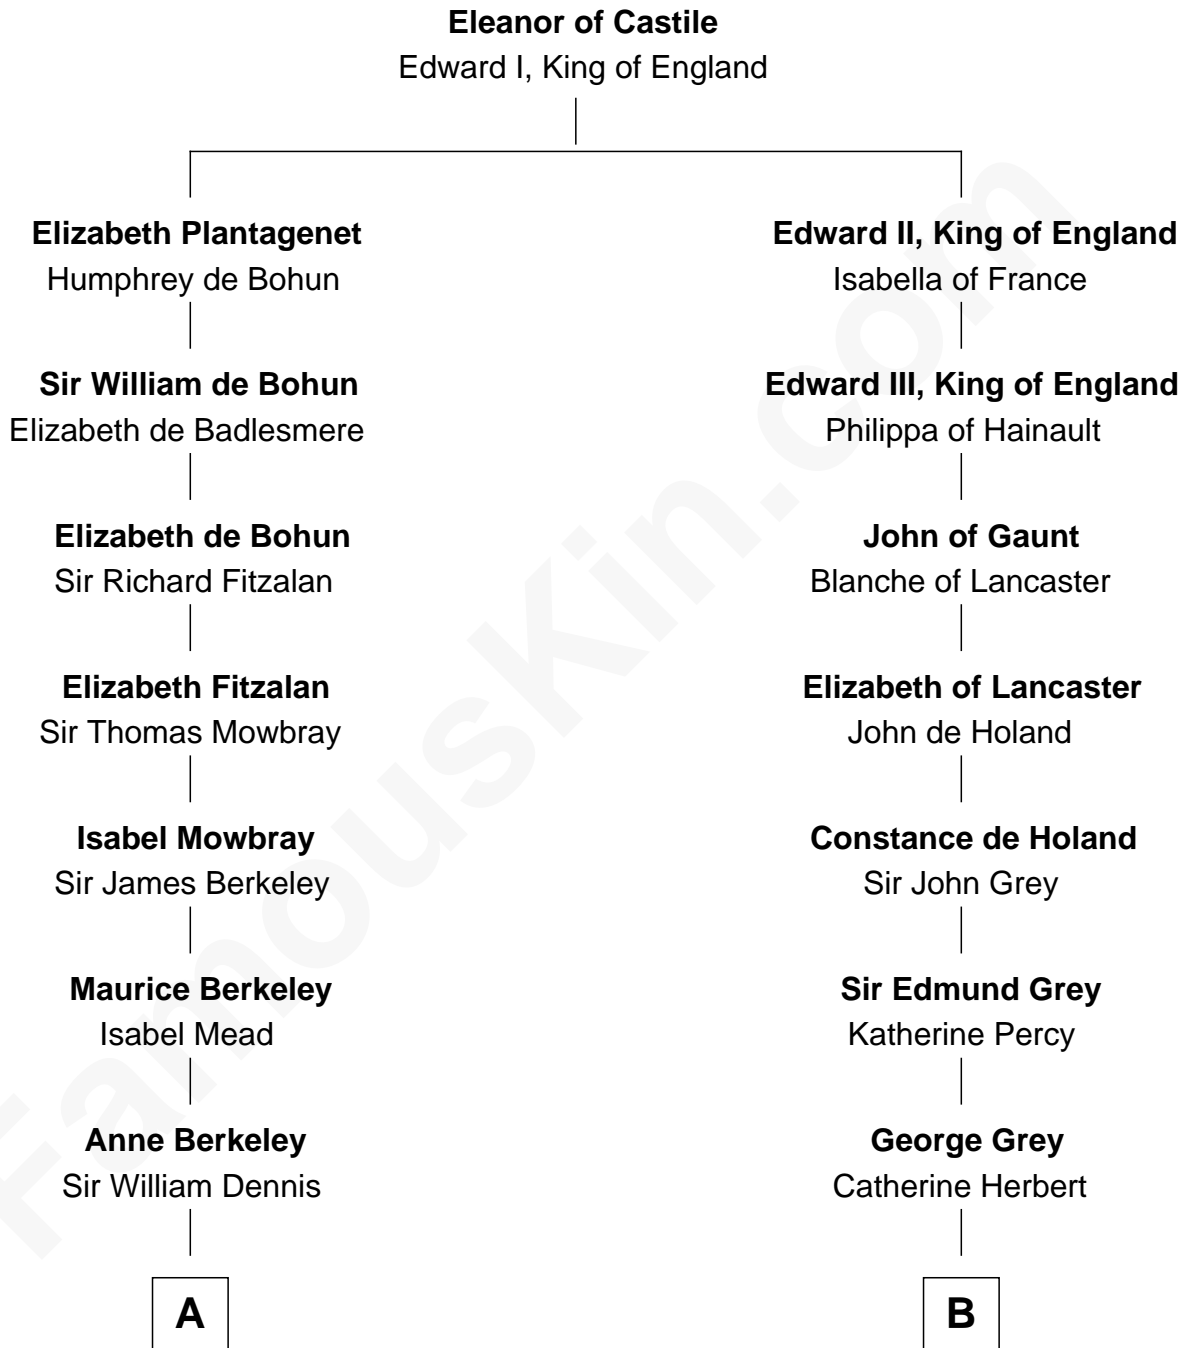 Eleanor of Castile
Edward I, King of England
Elizabeth Plantagenet
Humphrey de Bohun
Edward II, King of England
Isabella of France
Sir William de Bohun
Elizabeth de Badlesmere
Edward III, King of England
Philippa of Hainault
Elizabeth de Bohun
Sir Richard Fitzalan
John of Gaunt
Blanche of Lancaster
Elizabeth Fitzalan
Sir Thomas Mowbray
Elizabeth of Lancaster
John de Holand
Isabel Mowbray
Sir James Berkeley
Constance de Holand
Sir John Grey
Maurice Berkeley
Isabel Mead
Sir Edmund Grey
Katherine Percy
Anne Berkeley
Sir William Dennis
George Grey
Catherine Herbert
A
B
FamousKin.com